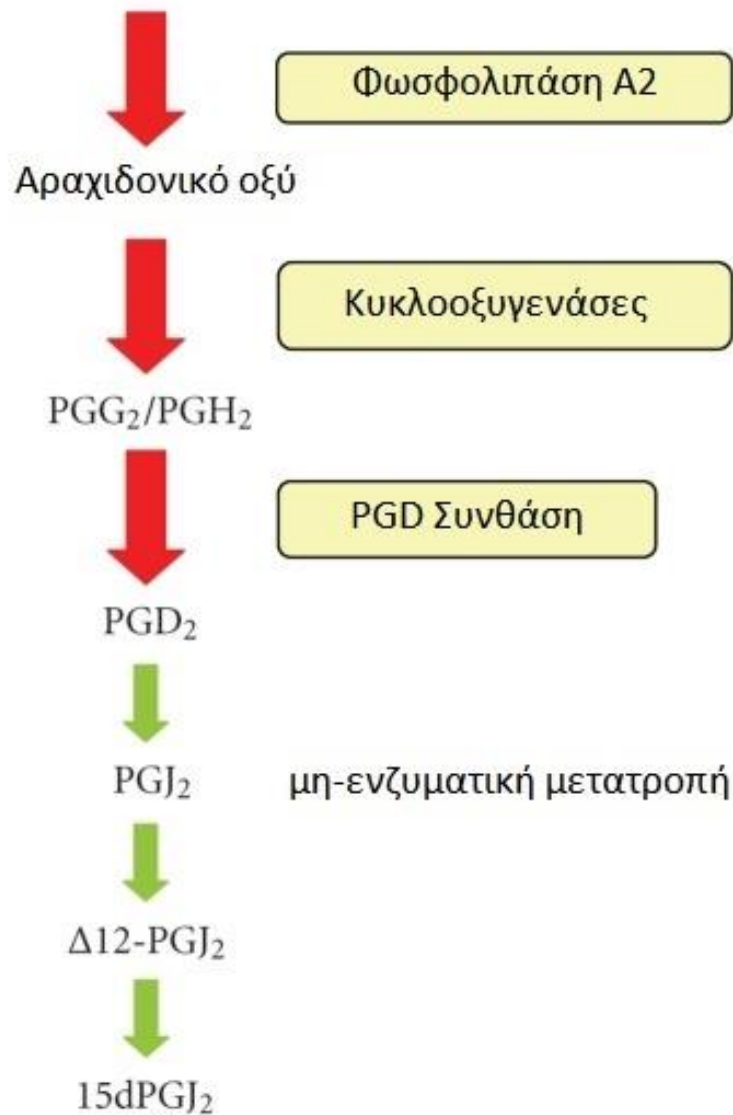 Φωσφολιπάση A2
Αραχιδονικό οξύ
Κυκλοοξυγενάσες
PGG₂/PGH₂
PGD Συνθάση
PGD₂
PGJ₂ μη-ενζυματική μετατροπή
Δ12-PGJ₂
15dPGJ₂